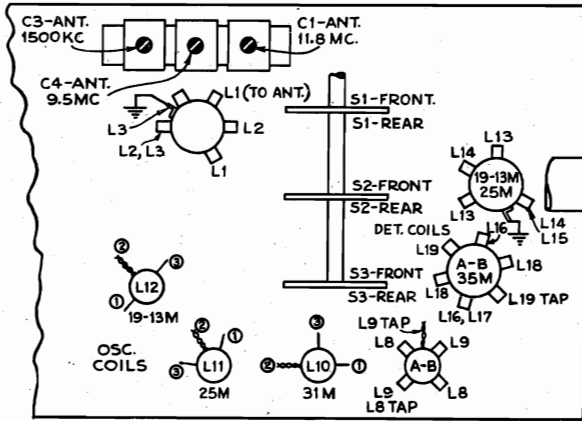 C3-ANT.
1500KC
C1-ANT.
11.8 MC.
C4-ANT.
9.5MC
L1 (TO ANT.)
L3
L2
L2, L3
L1
S1-FRONT.
S1-REAR
S2-FRONT
S2-REAR
S3-FRONT
S3-REAR
L13
L14
19-13M
25M
L13
L14
L15
DET. COILS
L16
L19
A-B
35M
L18
L18
L19 TAP
L16, L17
②
③
L12
①
19-13M
OSC.
COILS
②
①
L11
③
25M
③
②
L10
①
31M
L9 TAP
L8
L9
A-B
L9
L8
L8 TAP